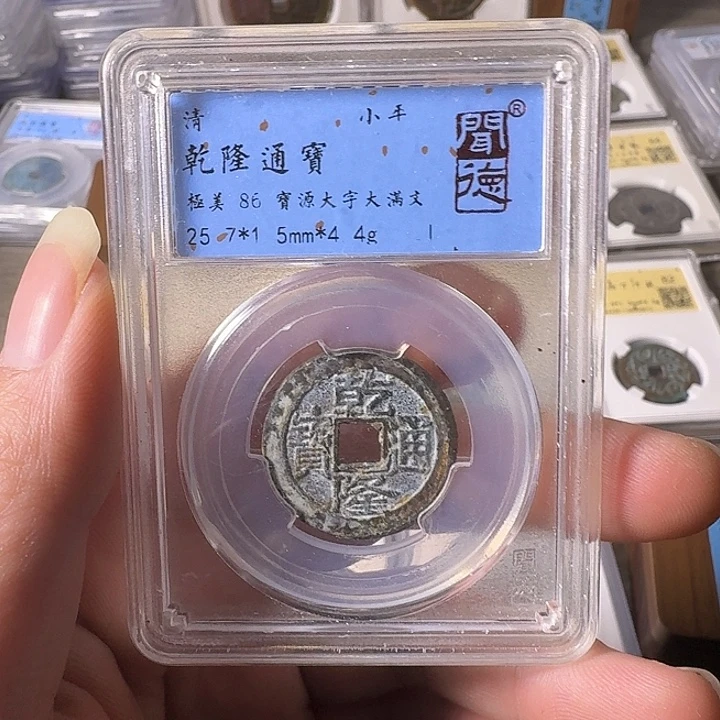 清 小平
乾隆通寶
極美 86 寶源大字大滿文
25.7*1 5mm*4 4g
聞德
®
乾隆通寶